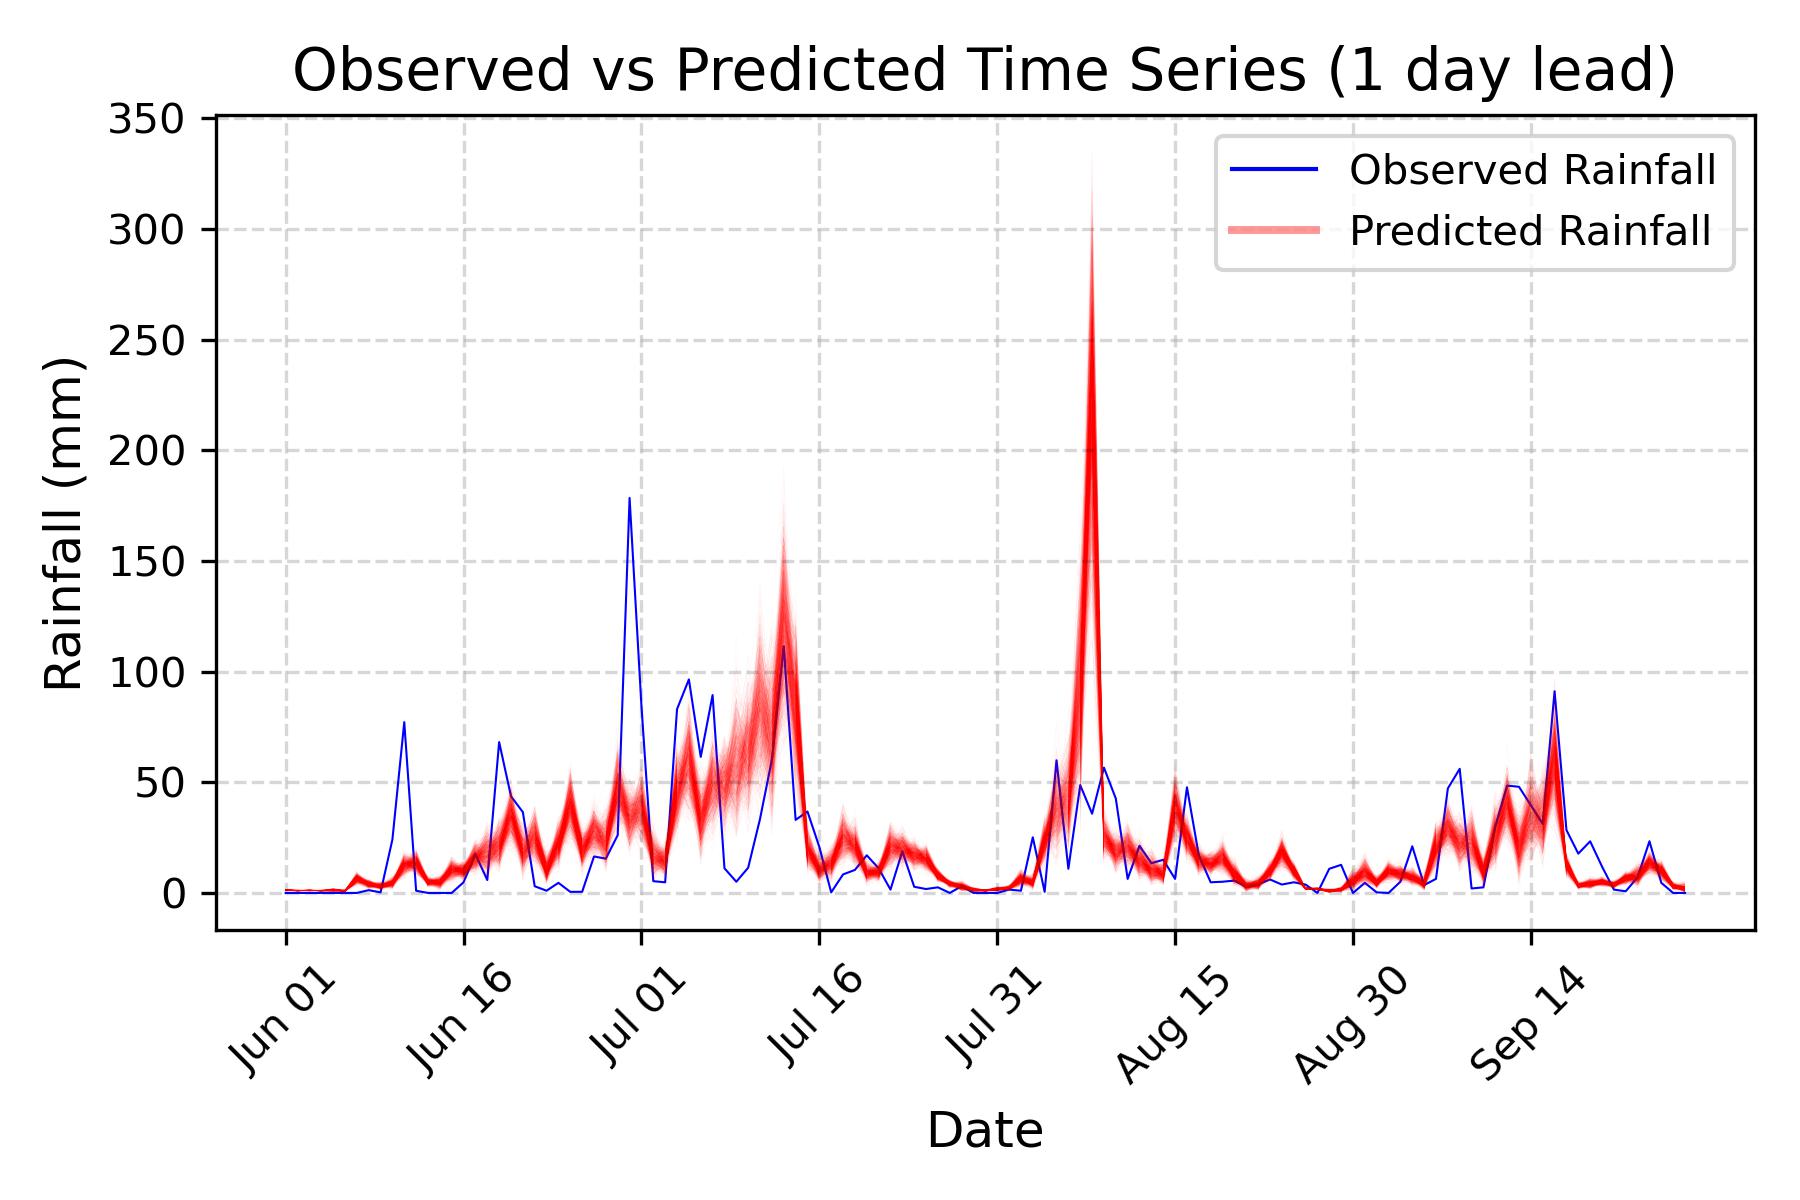 Observed vs Predicted Time Series (1 day lead)
350
300
250
200
150
100
50
0
Rainfall (mm)
Observed Rainfall
Predicted Rainfall
Jun 01
Jun 16
Jul 01
Jul 16
Jul 31
Aug 15
Aug 30
Sep 14
Date